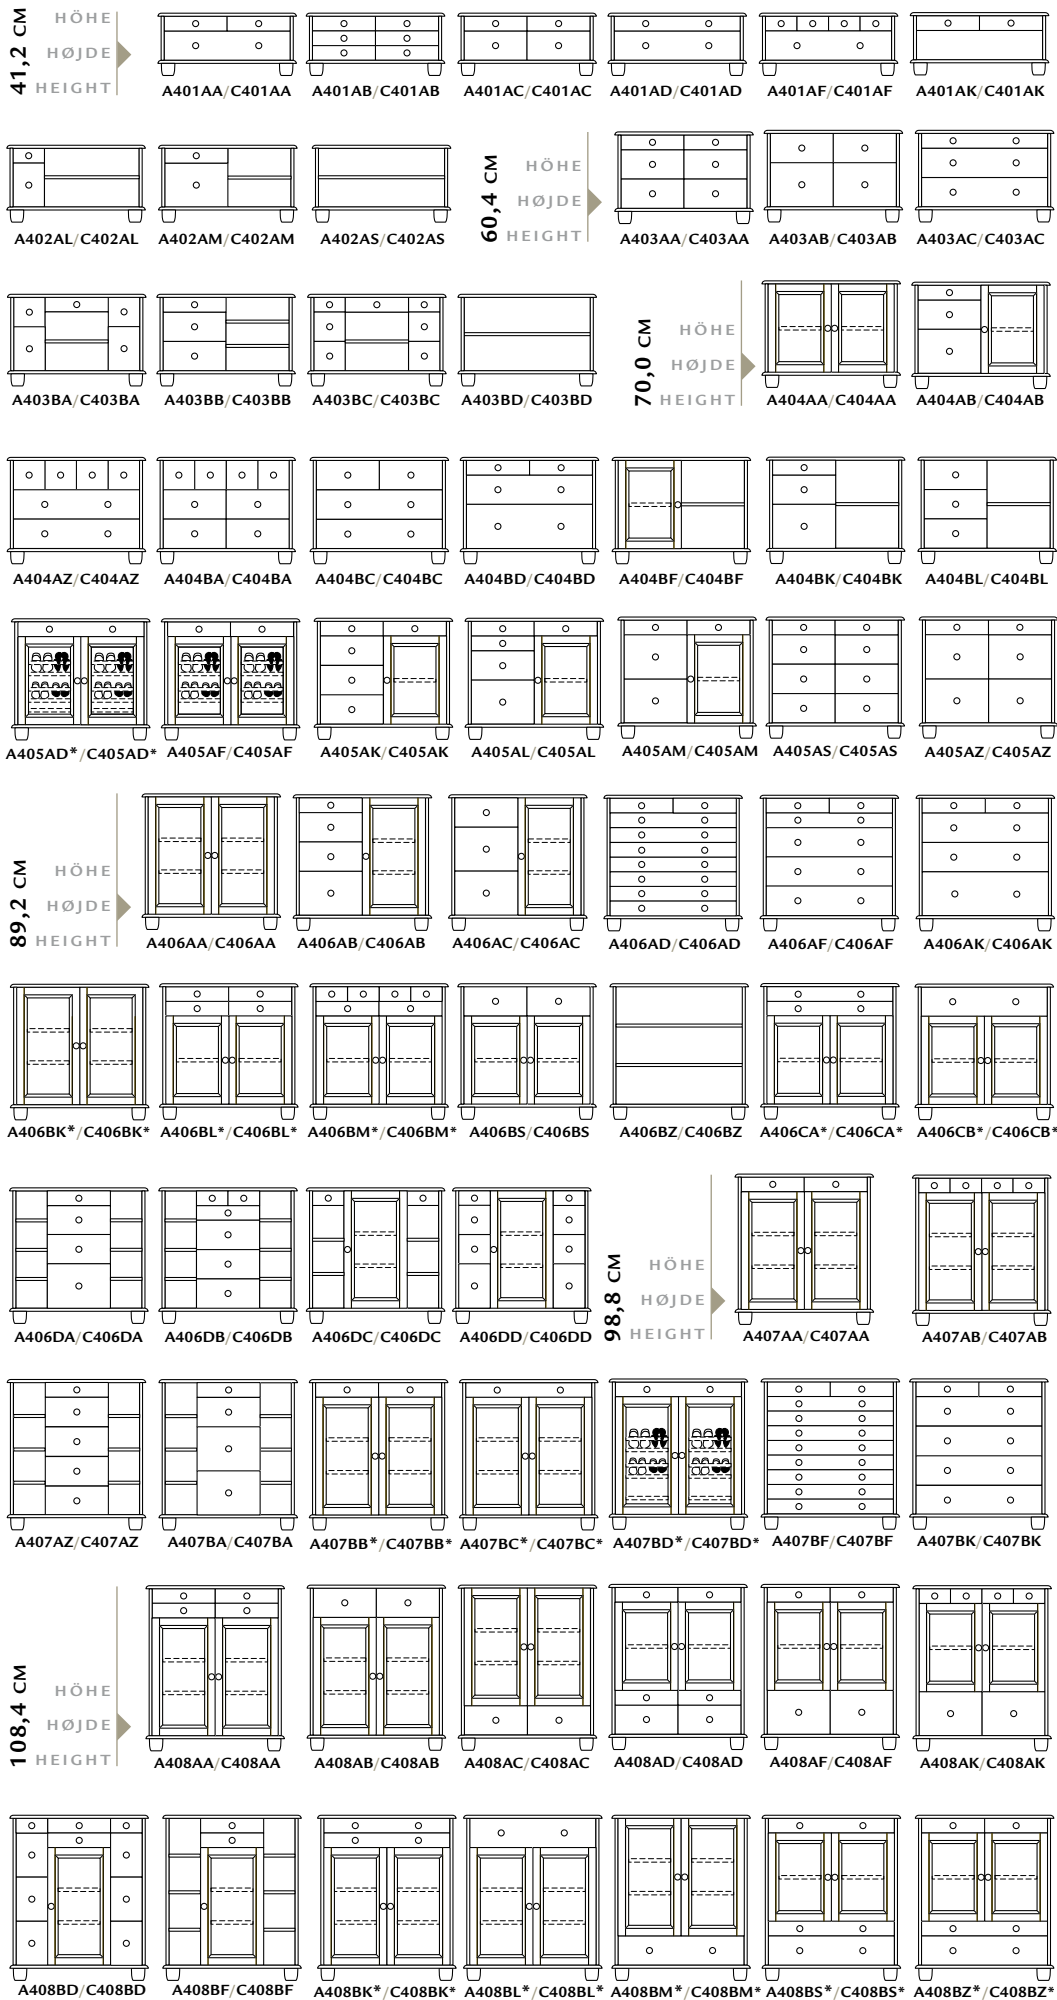 41,2 CM
HÖHE
HØJDE
HEIGHT
A401AA/C401AA A401AB/C401AB A401AC/C401AC A401AD/C401AD A401AF/C401AF A401AK/C401AK
A402AL/C402AL A402AM/C402AM A402AS/C402AS
60,4 CM
HÖHE
HØJDE
HEIGHT
A403AA/C403AA A403AB/C403AB A403AC/C403AC
A403BA/C403BA A403BB/C403BB A403BC/C403BC A403BD/C403BD
70,0 CM
HÖHE
HØJDE
HEIGHT
A404AA/C404AA A404AB/C404AB
A404AZ/C404AZ A404BA/C404BA A404BC/C404BC A404BD/C404BD A404BF/C404BF A404BK/C404BK A404BL/C404BL
A405AD*/C405AD* A405AF/C405AF A405AK/C405AK A405AL/C405AL A405AM/C405AM A405AS/C405AS A405AZ/C405AZ
89,2 CM
HÖHE
HØJDE
HEIGHT
A406AA/C406AA A406AB/C406AB A406AC/C406AC A406AD/C406AD A406AF/C406AF A406AK/C406AK
A406BK*/C406BK* A406BL*/C406BL* A406BM*/C406BM* A406BS/C406BS A406BZ/C406BZ A406CA*/C406CA* A406CB*/C406CB*
A406DA/C406DA A406DB/C406DB A406DC/C406DC A406DD/C406DD
98,8 CM
HÖHE
HØJDE
HEIGHT
A407AA/C407AA A407AB/C407AB
A407AZ/C407AZ A407BA/C407BA A407BB*/C407BB* A407BC*/C407BC* A407BD*/C407BD* A407BF/C407BF A407BK/C407BK
108,4 CM
HÖHE
HØJDE
HEIGHT
A408AA/C408AA A408AB/C408AB A408AC/C408AC A408AD/C408AD A408AF/C408AF A408AK/C408AK
A408BD/C408BD A408BF/C408BF A408BK*/C408BK* A408BL*/C408BL* A408BM*/C408BM* A408BS*/C408BS* A408BZ*/C408BZ*